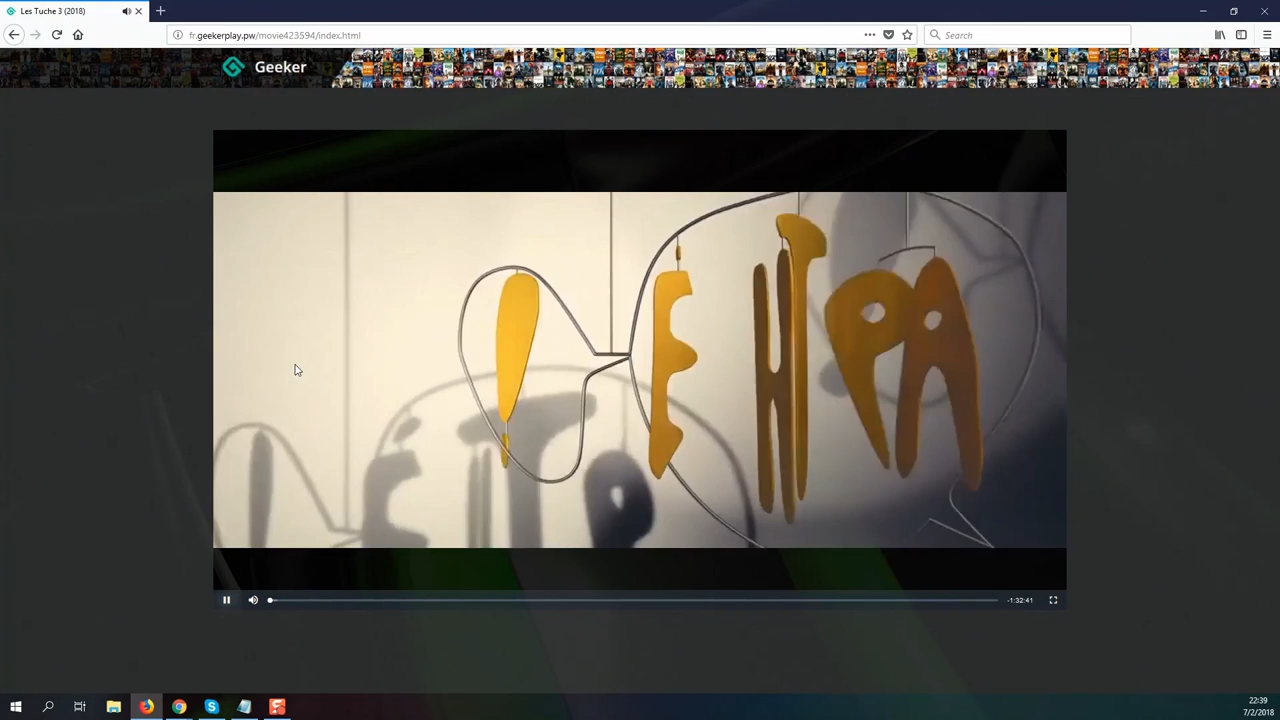 Les Tuche 3 (2018)
fr.geekerplay.pw/movie423594/index.html
Search
Geeker
-1:32:41
22:39
7/2/2018